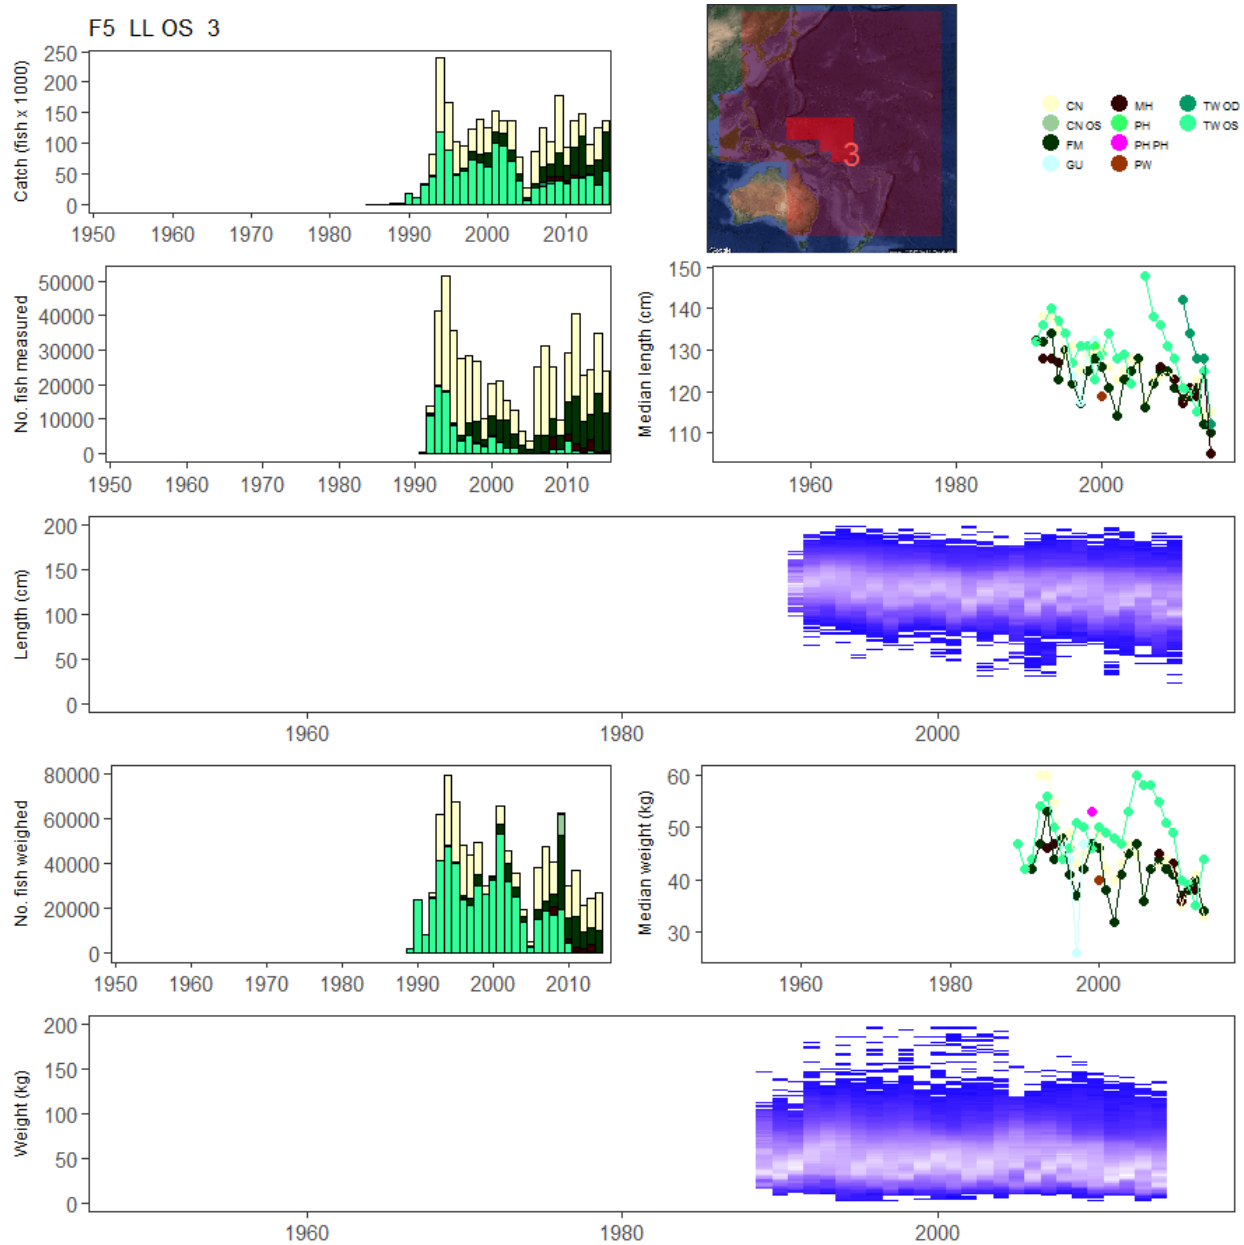 F5 LL OS 3
Catch (fish x 1000)
250
200
150
100
50
0
1950 1960 1970 1980 1990 2000 2010
3
CN
CN OS
FM
GU
MH
PH
PH PH
PW
TW OD
TW OS
No. fish measured
50000
40000
30000
20000
10000
0
1950 1960 1970 1980 1990 2000 2010
Median length (cm)
150
140
130
120
110
1960 1980 2000
Length (cm)
200
150
100
50
0
1960 1980 2000
No. fish weighed
80000
60000
40000
20000
0
1950 1960 1970 1980 1990 2000 2010
Median weight (kg)
60
50
40
30
1960 1980 2000
Weight (kg)
200
150
100
50
0
1960 1980 2000